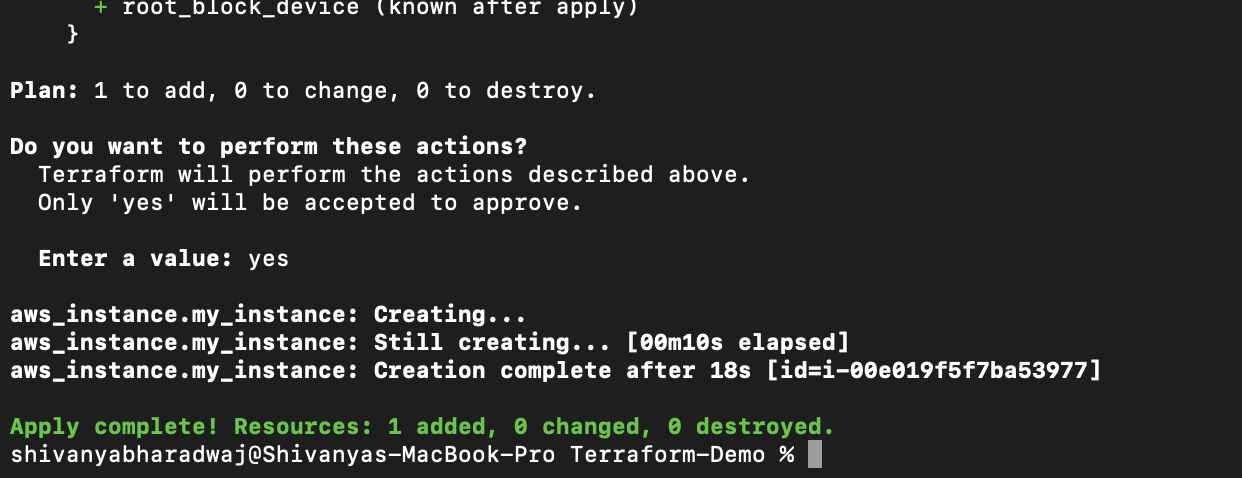 + root_block_device (known after apply)
}
Plan: 1 to add, 0 to change, 0 to destroy.
Do you want to perform these actions?
Terraform will perform the actions described above.
Only 'yes' will be accepted to approve.
Enter a value: yes
aws_instance.my_instance: Creating...
aws_instance.my_instance: Still creating... [00m10s elapsed]
aws_instance.my_instance: Creation complete after 18s [id=i-00e019f5f7ba53977]
Apply complete! Resources: 1 added, 0 changed, 0 destroyed.
shivanyabharadwaj@Shivanyas-MacBook-Pro Terraform-Demo %